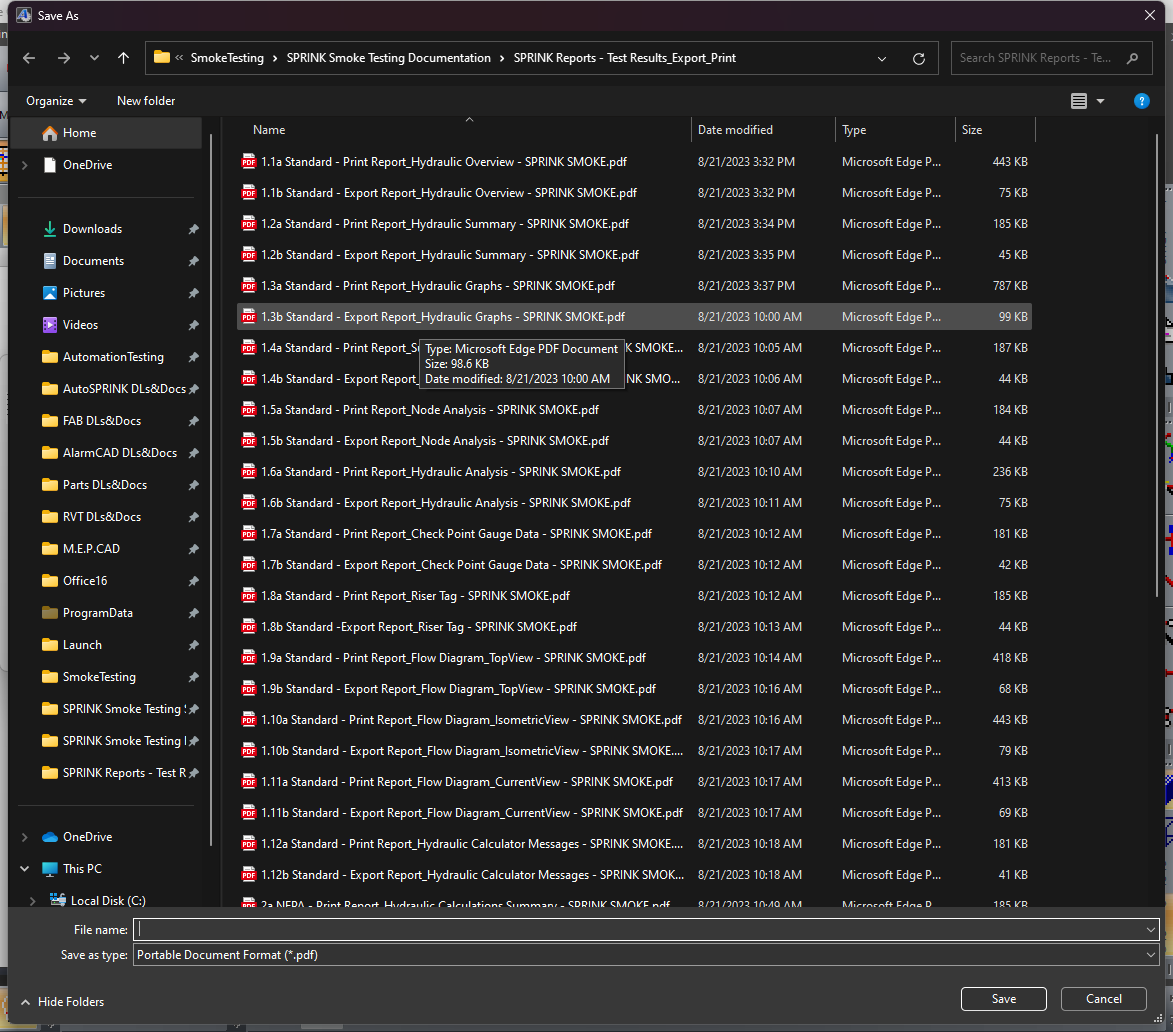 Save As
SmokeTesting > SPRINK Smoke Testing Documentation > SPRINK Reports - Test Results_Export_Print
Search SPRINK Reports - Te...
Organize
New folder
Home
OneDrive
Downloads
Documents
Pictures
Videos
AutomationTesting
AutoSPRINK DLs&Docs
FAB DLs&Docs
AlarmCAD DLs&Docs
Parts DLs&Docs
RVT DLs&Docs
M.E.P.CAD
Office16
ProgramData
Launch
SmokeTesting
SPRINK Smoke Testing
SPRINK Smoke Testing
SPRINK Reports - Test R
OneDrive
This PC
Local Disk (C:)
Name Date modified Type Size
1.1a Standard - Print Report_Hydraulic Overview - SPRINK SMOKE.pdf 8/21/2023 3:32 PM Microsoft Edge P... 443 KB
1.1b Standard - Export Report_Hydraulic Overview - SPRINK SMOKE.pdf 8/21/2023 3:32 PM Microsoft Edge P... 75 KB
1.2a Standard - Print Report_Hydraulic Summary - SPRINK SMOKE.pdf 8/21/2023 3:34 PM Microsoft Edge P... 185 KB
1.2b Standard - Export Report_Hydraulic Summary - SPRINK SMOKE.pdf 8/21/2023 3:35 PM Microsoft Edge P... 45 KB
1.3a Standard - Print Report_Hydraulic Graphs - SPRINK SMOKE.pdf 8/21/2023 3:37 PM Microsoft Edge P... 787 KB
1.3b Standard - Export Report_Hydraulic Graphs - SPRINK SMOKE.pdf 8/21/2023 10:00 AM Microsoft Edge P... 99 KB
1.4a Standard - Print Report_S K SMOKE... 8/21/2023 10:05 AM Microsoft Edge P... 187 KB
1.4b Standard - Export Report_ NK SMO... 8/21/2023 10:06 AM Microsoft Edge P... 44 KB
Type: Microsoft Edge PDF Document
Size: 98.6 KB
Date modified: 8/21/2023 10:00 AM
1.5a Standard - Print Report_Node Analysis - SPRINK SMOKE.pdf 8/21/2023 10:07 AM Microsoft Edge P... 184 KB
1.5b Standard - Export Report_Node Analysis - SPRINK SMOKE.pdf 8/21/2023 10:07 AM Microsoft Edge P... 44 KB
1.6a Standard - Print Report_Hydraulic Analysis - SPRINK SMOKE.pdf 8/21/2023 10:10 AM Microsoft Edge P... 236 KB
1.6b Standard - Export Report_Hydraulic Analysis - SPRINK SMOKE.pdf 8/21/2023 10:11 AM Microsoft Edge P... 75 KB
1.7a Standard - Print Report_Check Point Gauge Data - SPRINK SMOKE.pdf 8/21/2023 10:12 AM Microsoft Edge P... 181 KB
1.7b Standard - Export Report_Check Point Gauge Data - SPRINK SMOKE.pdf 8/21/2023 10:12 AM Microsoft Edge P... 42 KB
1.8a Standard - Print Report_Riser Tag - SPRINK SMOKE.pdf 8/21/2023 10:12 AM Microsoft Edge P... 185 KB
1.8b Standard -Export Report_Riser Tag - SPRINK SMOKE.pdf 8/21/2023 10:13 AM Microsoft Edge P... 44 KB
1.9a Standard - Print Report_Flow Diagram_TopView - SPRINK SMOKE.pdf 8/21/2023 10:14 AM Microsoft Edge P... 418 KB
1.9b Standard - Export Report_Flow Diagram_TopView - SPRINK SMOKE.pdf 8/21/2023 10:16 AM Microsoft Edge P... 68 KB
1.10a Standard - Print Report_Flow Diagram_IsometricView - SPRINK SMOKE.pdf 8/21/2023 10:16 AM Microsoft Edge P... 443 KB
1.10b Standard - Export Report_Flow Diagram_IsometricView - SPRINK SMOKE.... 8/21/2023 10:17 AM Microsoft Edge P... 79 KB
1.11a Standard - Print Report_Flow Diagram_CurrentView - SPRINK SMOKE.pdf 8/21/2023 10:17 AM Microsoft Edge P... 413 KB
1.11b Standard - Export Report_Flow Diagram_CurrentView - SPRINK SMOKE.pdf 8/21/2023 10:17 AM Microsoft Edge P... 69 KB
1.12a Standard - Print Report_Hydraulic Calculator Messages - SPRINK SMOKE.... 8/21/2023 10:18 AM Microsoft Edge P... 181 KB
1.12b Standard - Export Report_Hydraulic Calculator Messages - SPRINK SMOK... 8/21/2023 10:18 AM Microsoft Edge P... 41 KB
2a NFPA - Print Report_Hydraulic Calculations Summary - SPRINK SMOKE.pdf 8/21/2023 10:49 AM Microsoft Edge P... 185 KB
File name:
Save as type: Portable Document Format (*.pdf)
Hide Folders
Save
Cancel